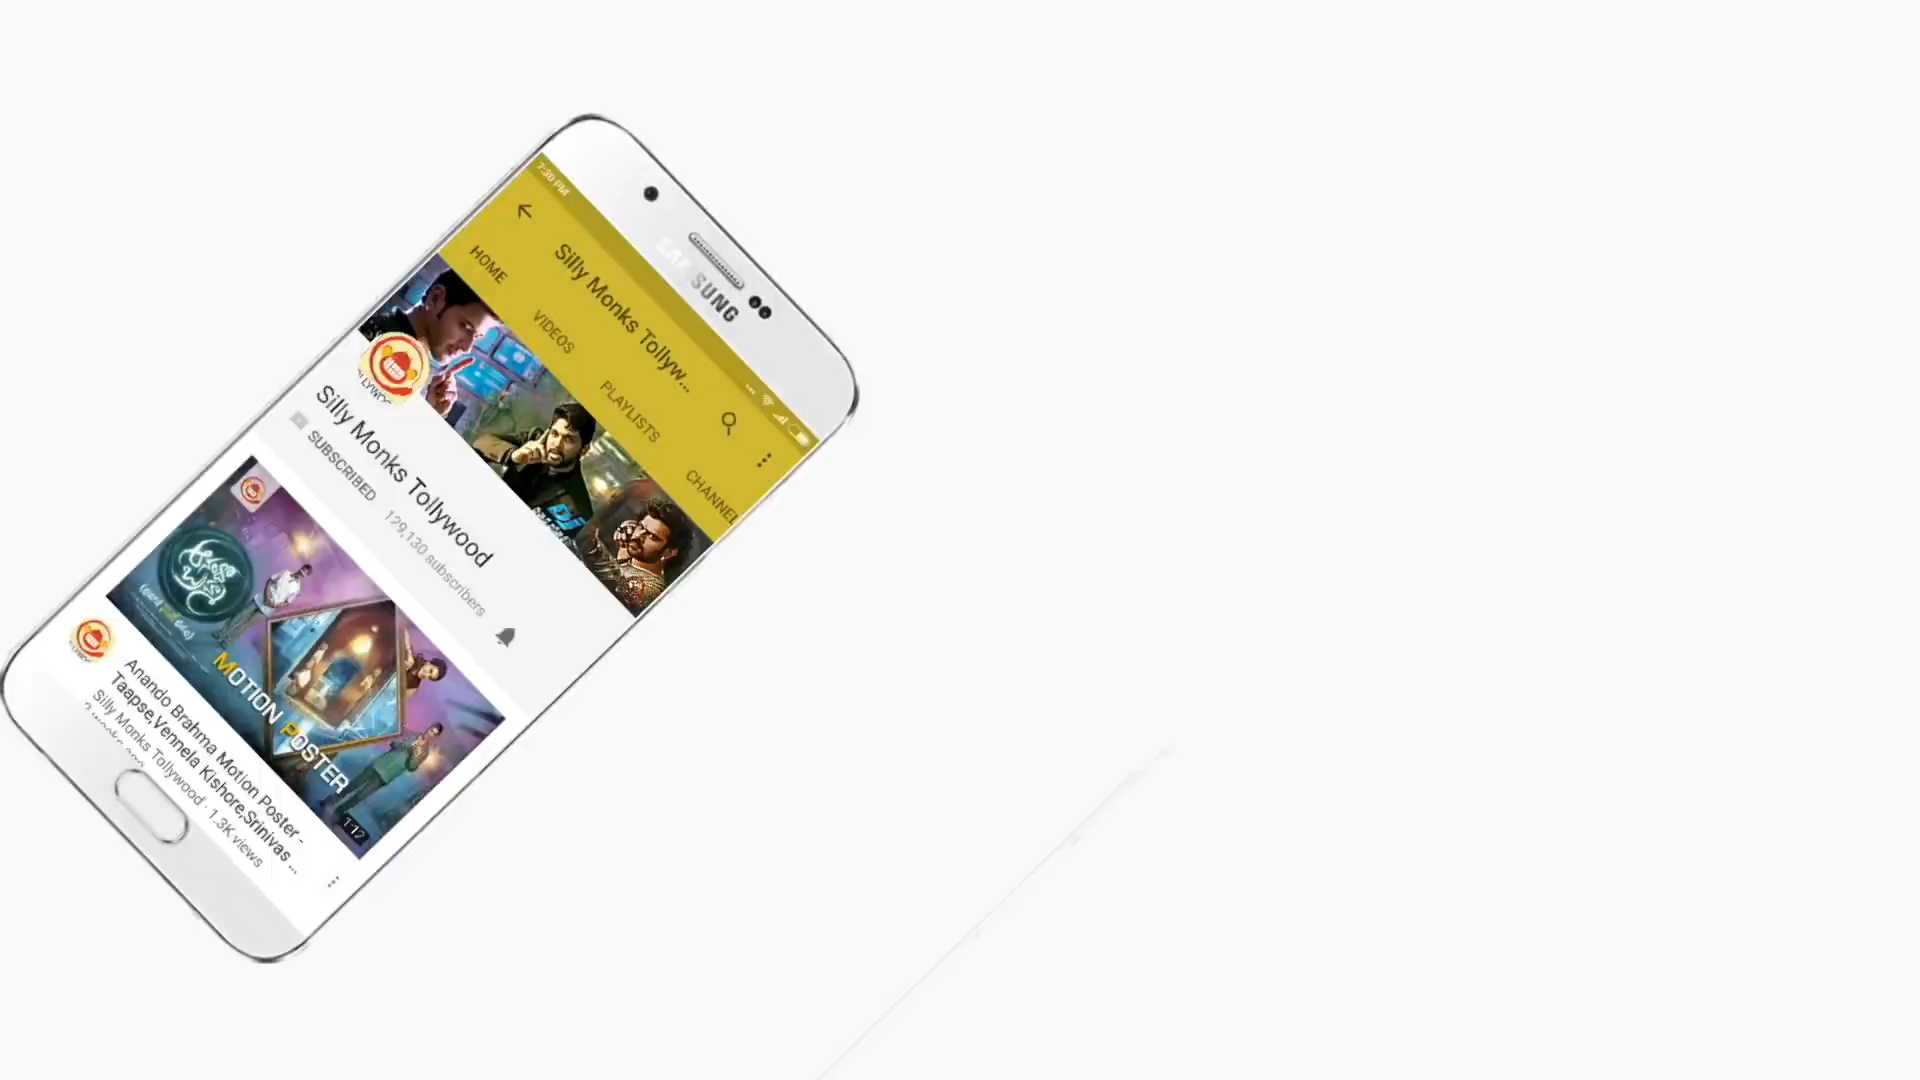 7:30 PM
SAMSUNG
Silly Monks Tollyw...
HOME
VIDEOS
PLAYLISTS
CHANNEL
Silly Monks Tollywood
SUBSCRIBED
129,130 subscribers
MOTION POSTER
1:12
Anando Brahma Motion Poster -
Taapse,Vennela Kishore,Srinivas ...
Silly Monks Tollywood · 1.3K views